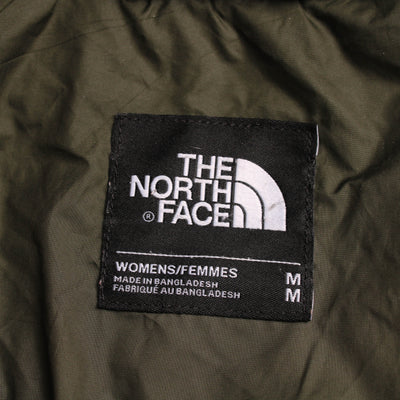 THE
NORTH
® FACE
WOMENS/FEMMES M
MADE IN BANGLADESH
FABRIQUÉ AU BANGLADESH M